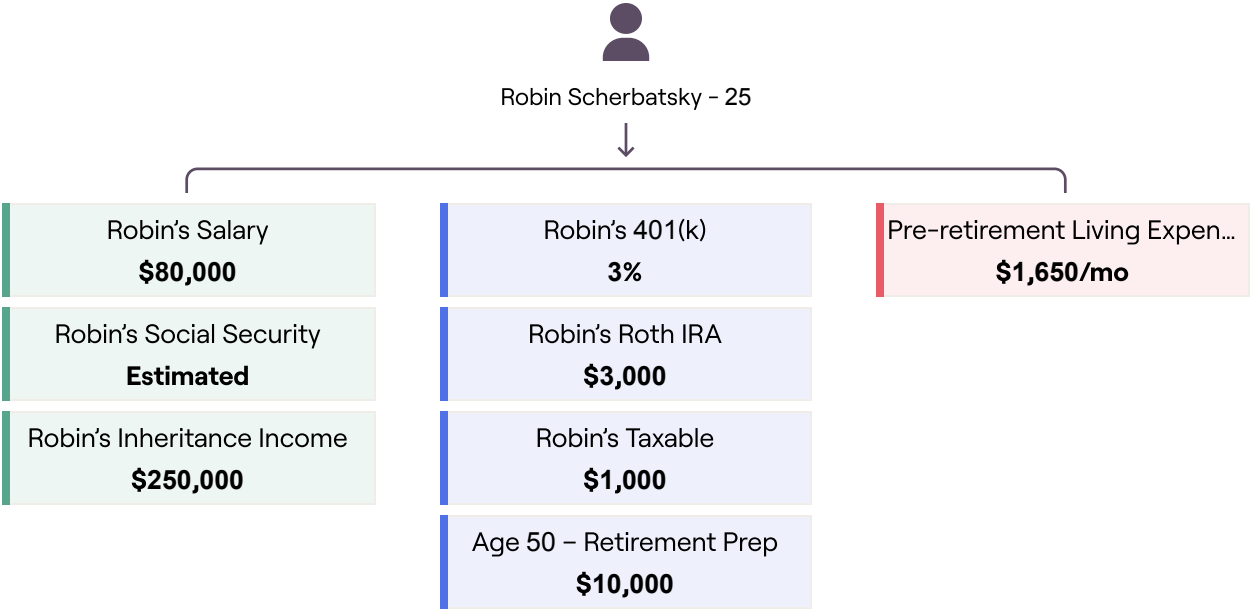 Robin Scherbatsky - 25
Robin's Salary
$80,000
Robin's Social Security
Estimated
Robin's Inheritance Income
$250,000
Robin's 401(k)
3%
Robin's Roth IRA
$3,000
Robin's Taxable
$1,000
Age 50 – Retirement Prep
$10,000
Pre-retirement Living Expen...
$1,650/mo